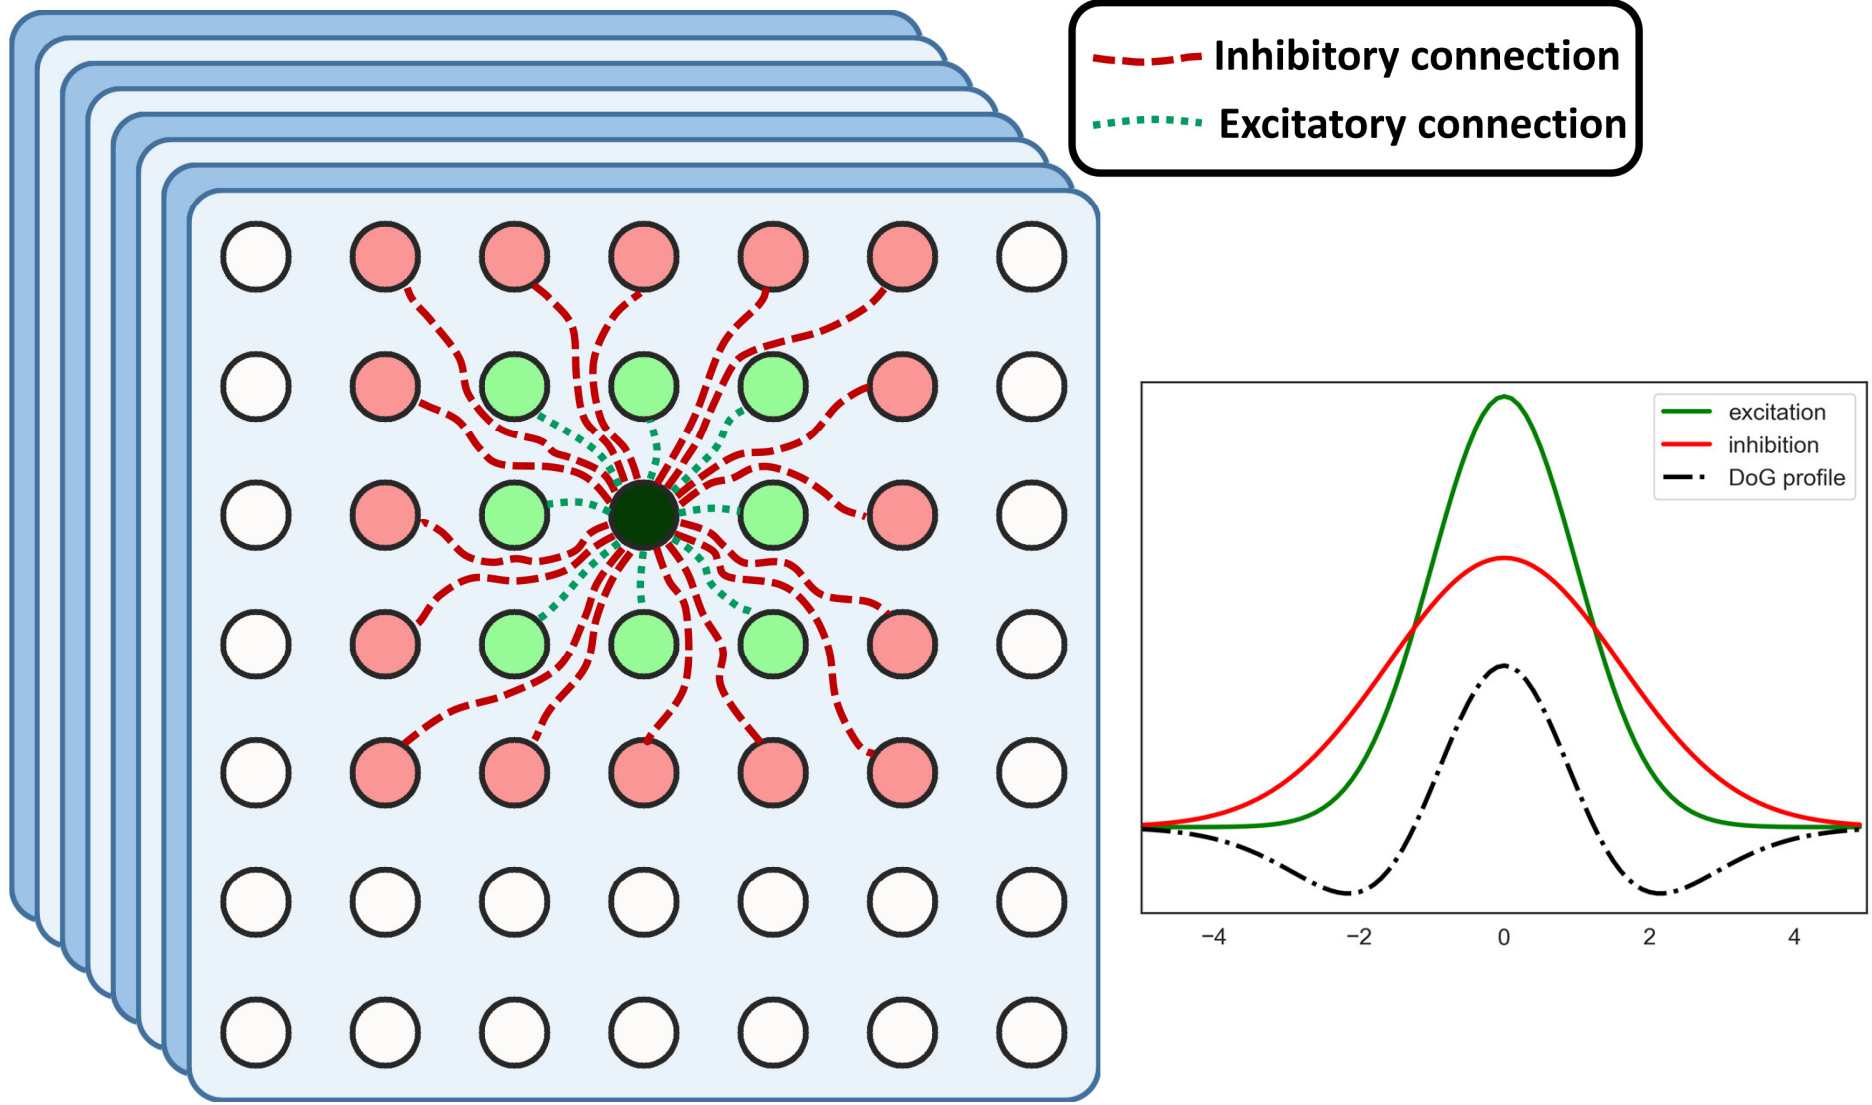 Inhibitory connection
Excitatory connection
excitation
inhibition
DoG profile
−4 −2 0 2 4